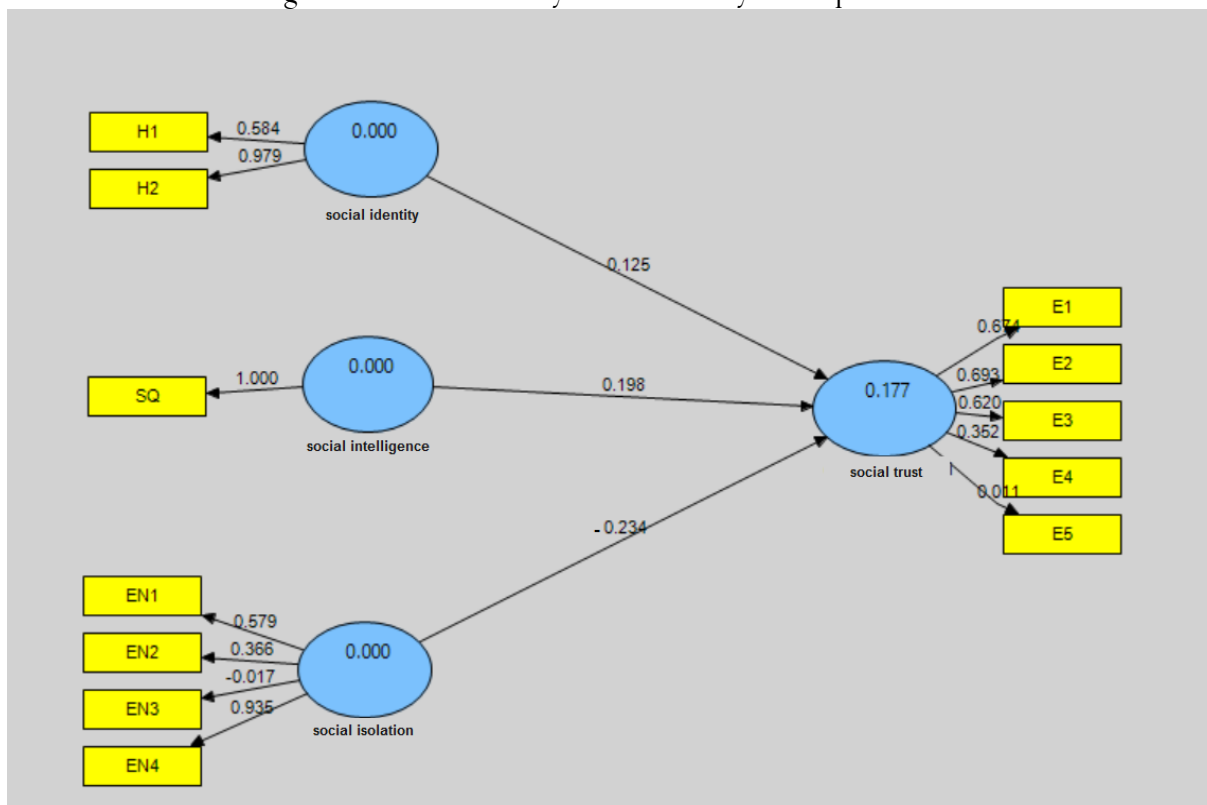 H1
0.584
0.000
0.979
H2
social identity
0.125
SQ
1.000
0.000
social intelligence
0.198
0.177
social trust
E1
0.674
E2
0.693
E3
0.620
E4
0.352
E5
0.011
- 0.234
EN1
0.579
EN2
0.366
EN3
-0.017
EN4
0.935
0.000
social isolation